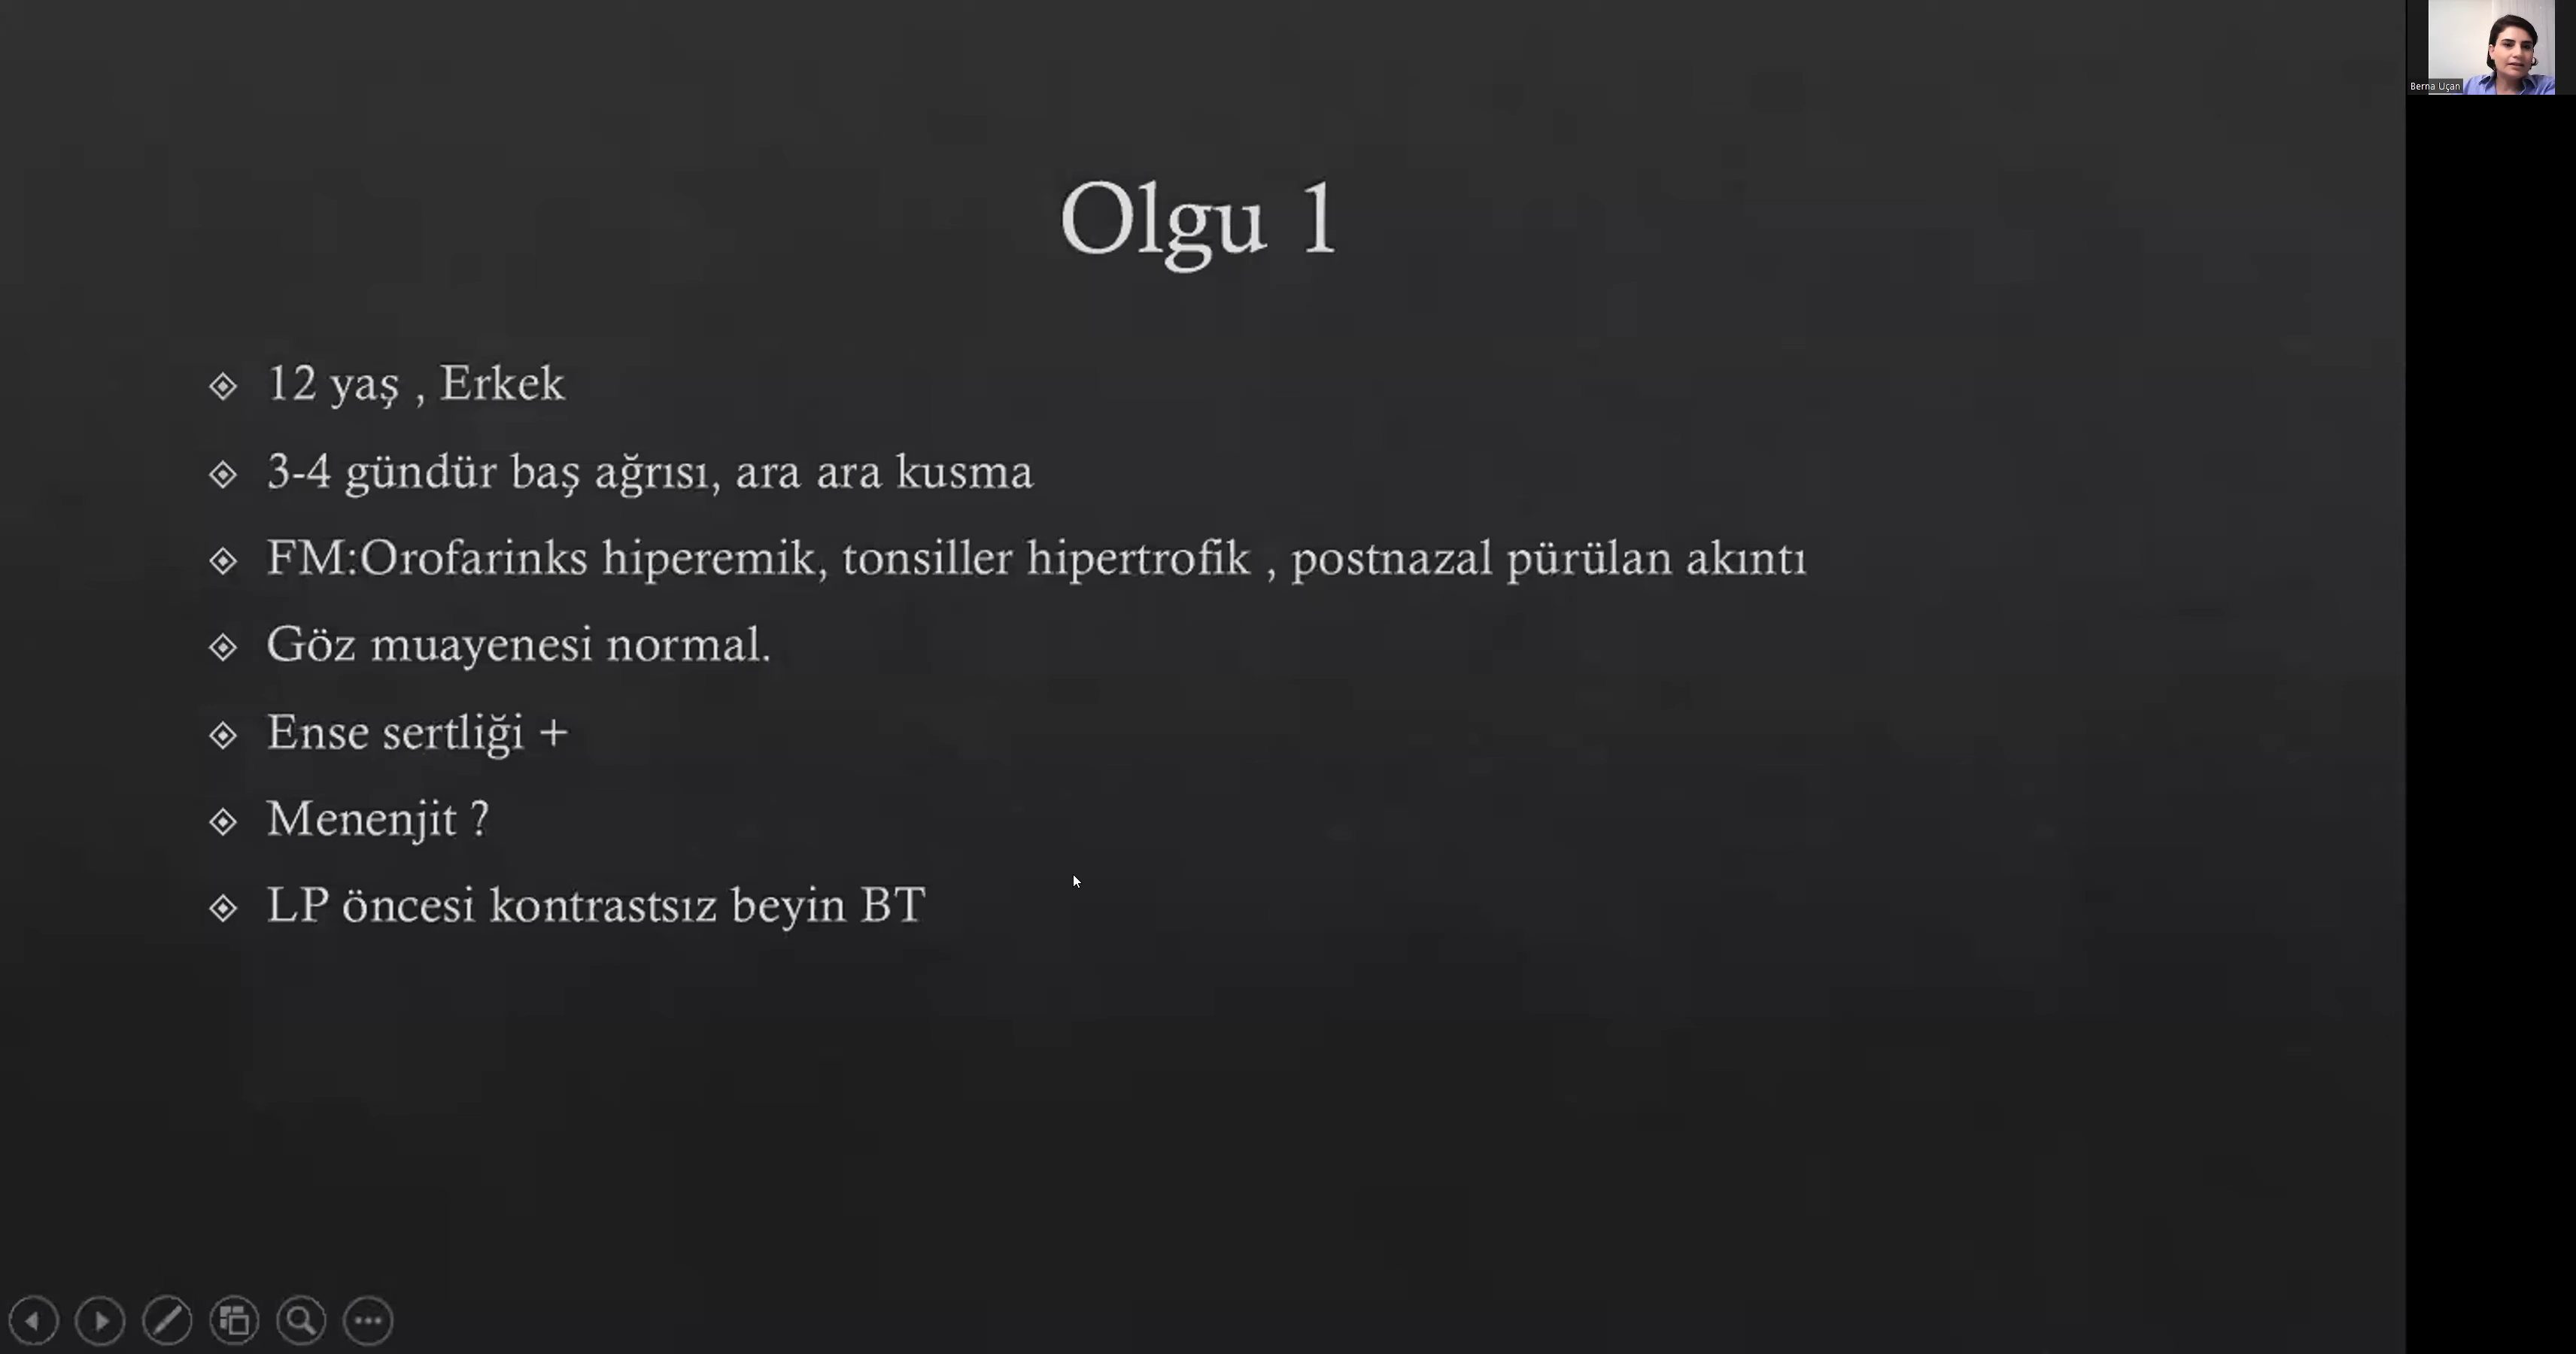 Olgu 1
12 yaş , Erkek
3-4 gündür baş ağrısı, ara ara kusma
FM:Orofarinks hiperemik, tonsiller hipertrofik , postnazal pürülan akıntı
Göz muayenesi normal.
Ense sertliği +
Menenjit ?
LP öncesi kontrastsız beyin BT
Berna Uçan